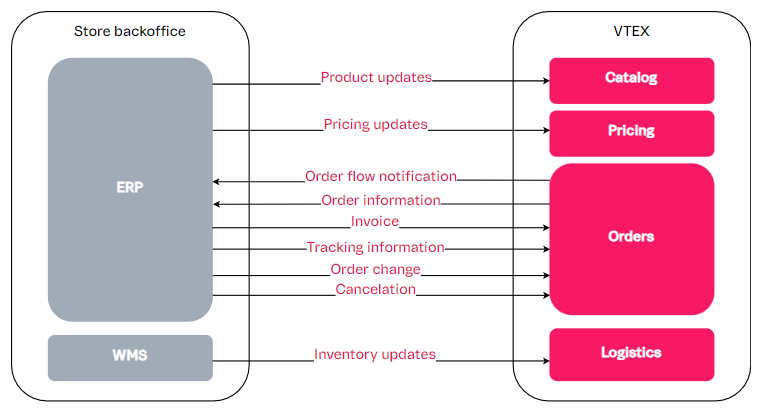 Store backoffice
VTEX
Product updates
Catalog
Pricing updates
Pricing
ERP
Order flow notification
Order information
Invoice
Orders
Tracking information
Order change
Cancelation
WMS
Inventory updates
Logistics